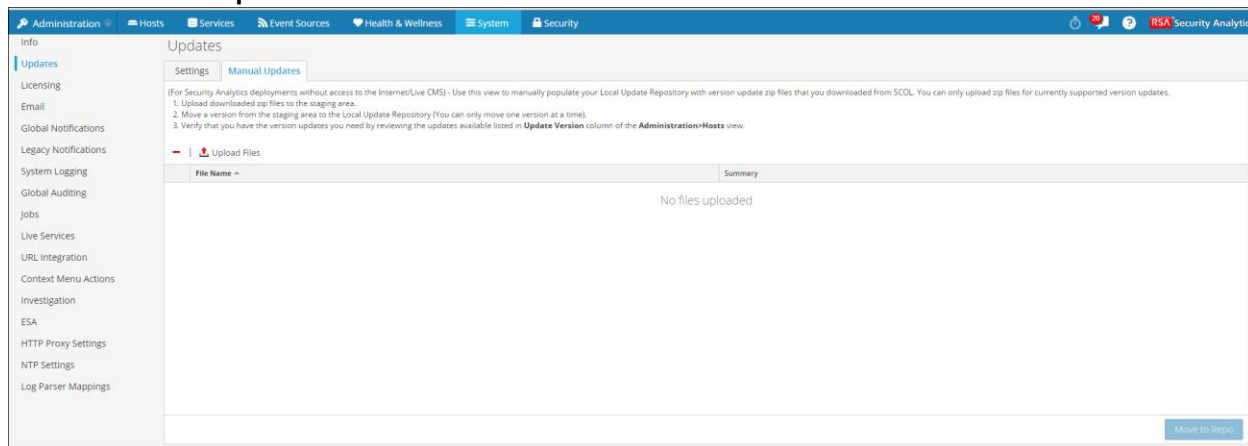 Administration Hosts Services Event Sources Health & Wellness System Security 20 ? RSA Security Analytic
Info
Updates
Licensing
Email
Global Notifications
Legacy Notifications
System Logging
Global Auditing
Jobs
Live Services
URL Integration
Context Menu Actions
Investigation
ESA
HTTP Proxy Settings
NTP Settings
Log Parser Mappings
Updates
Settings Manual Updates
(For Security Analytics deployments without access to the Internet/Live CMS) - Use this view to manually populate your Local Update Repository with version update zip files that you downloaded from SCOL. You can only upload zip files for currently supported version updates.
1. Upload downloaded zip files to the staging area.
2. Move a version from the staging area to the Local Update Repository (You can only move one version at a time).
3. Verify that you have the version updates you need by reviewing the updates available listed in Update Version column of the Administration>Hosts view.
Upload Files
File Name Summary
No files uploaded
Move to Repo